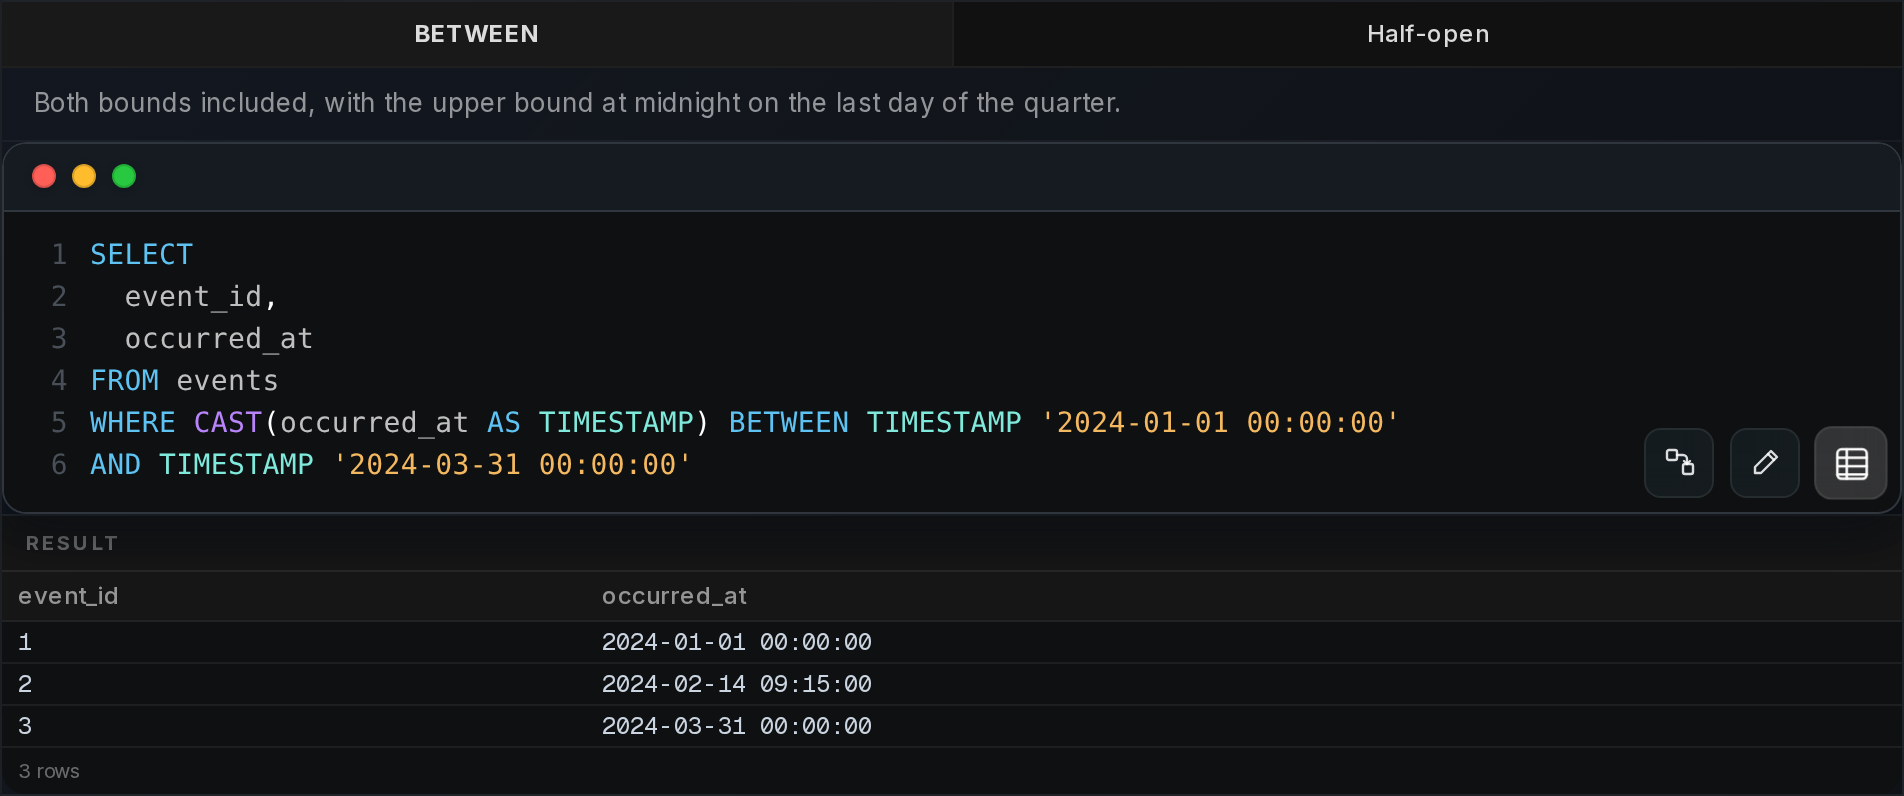 BETWEEN
Half-open
Both bounds included, with the upper bound at midnight on the last day of the quarter.
1 SELECT
2   event_id,
3   occurred_at
4 FROM events
5 WHERE CAST(occurred_at AS TIMESTAMP) BETWEEN TIMESTAMP '2024-01-01 00:00:00'
6 AND TIMESTAMP '2024-03-31 00:00:00'
RESULT
event_id occurred_at
1 2024-01-01 00:00:00
2 2024-02-14 09:15:00
3 2024-03-31 00:00:00
3 rows